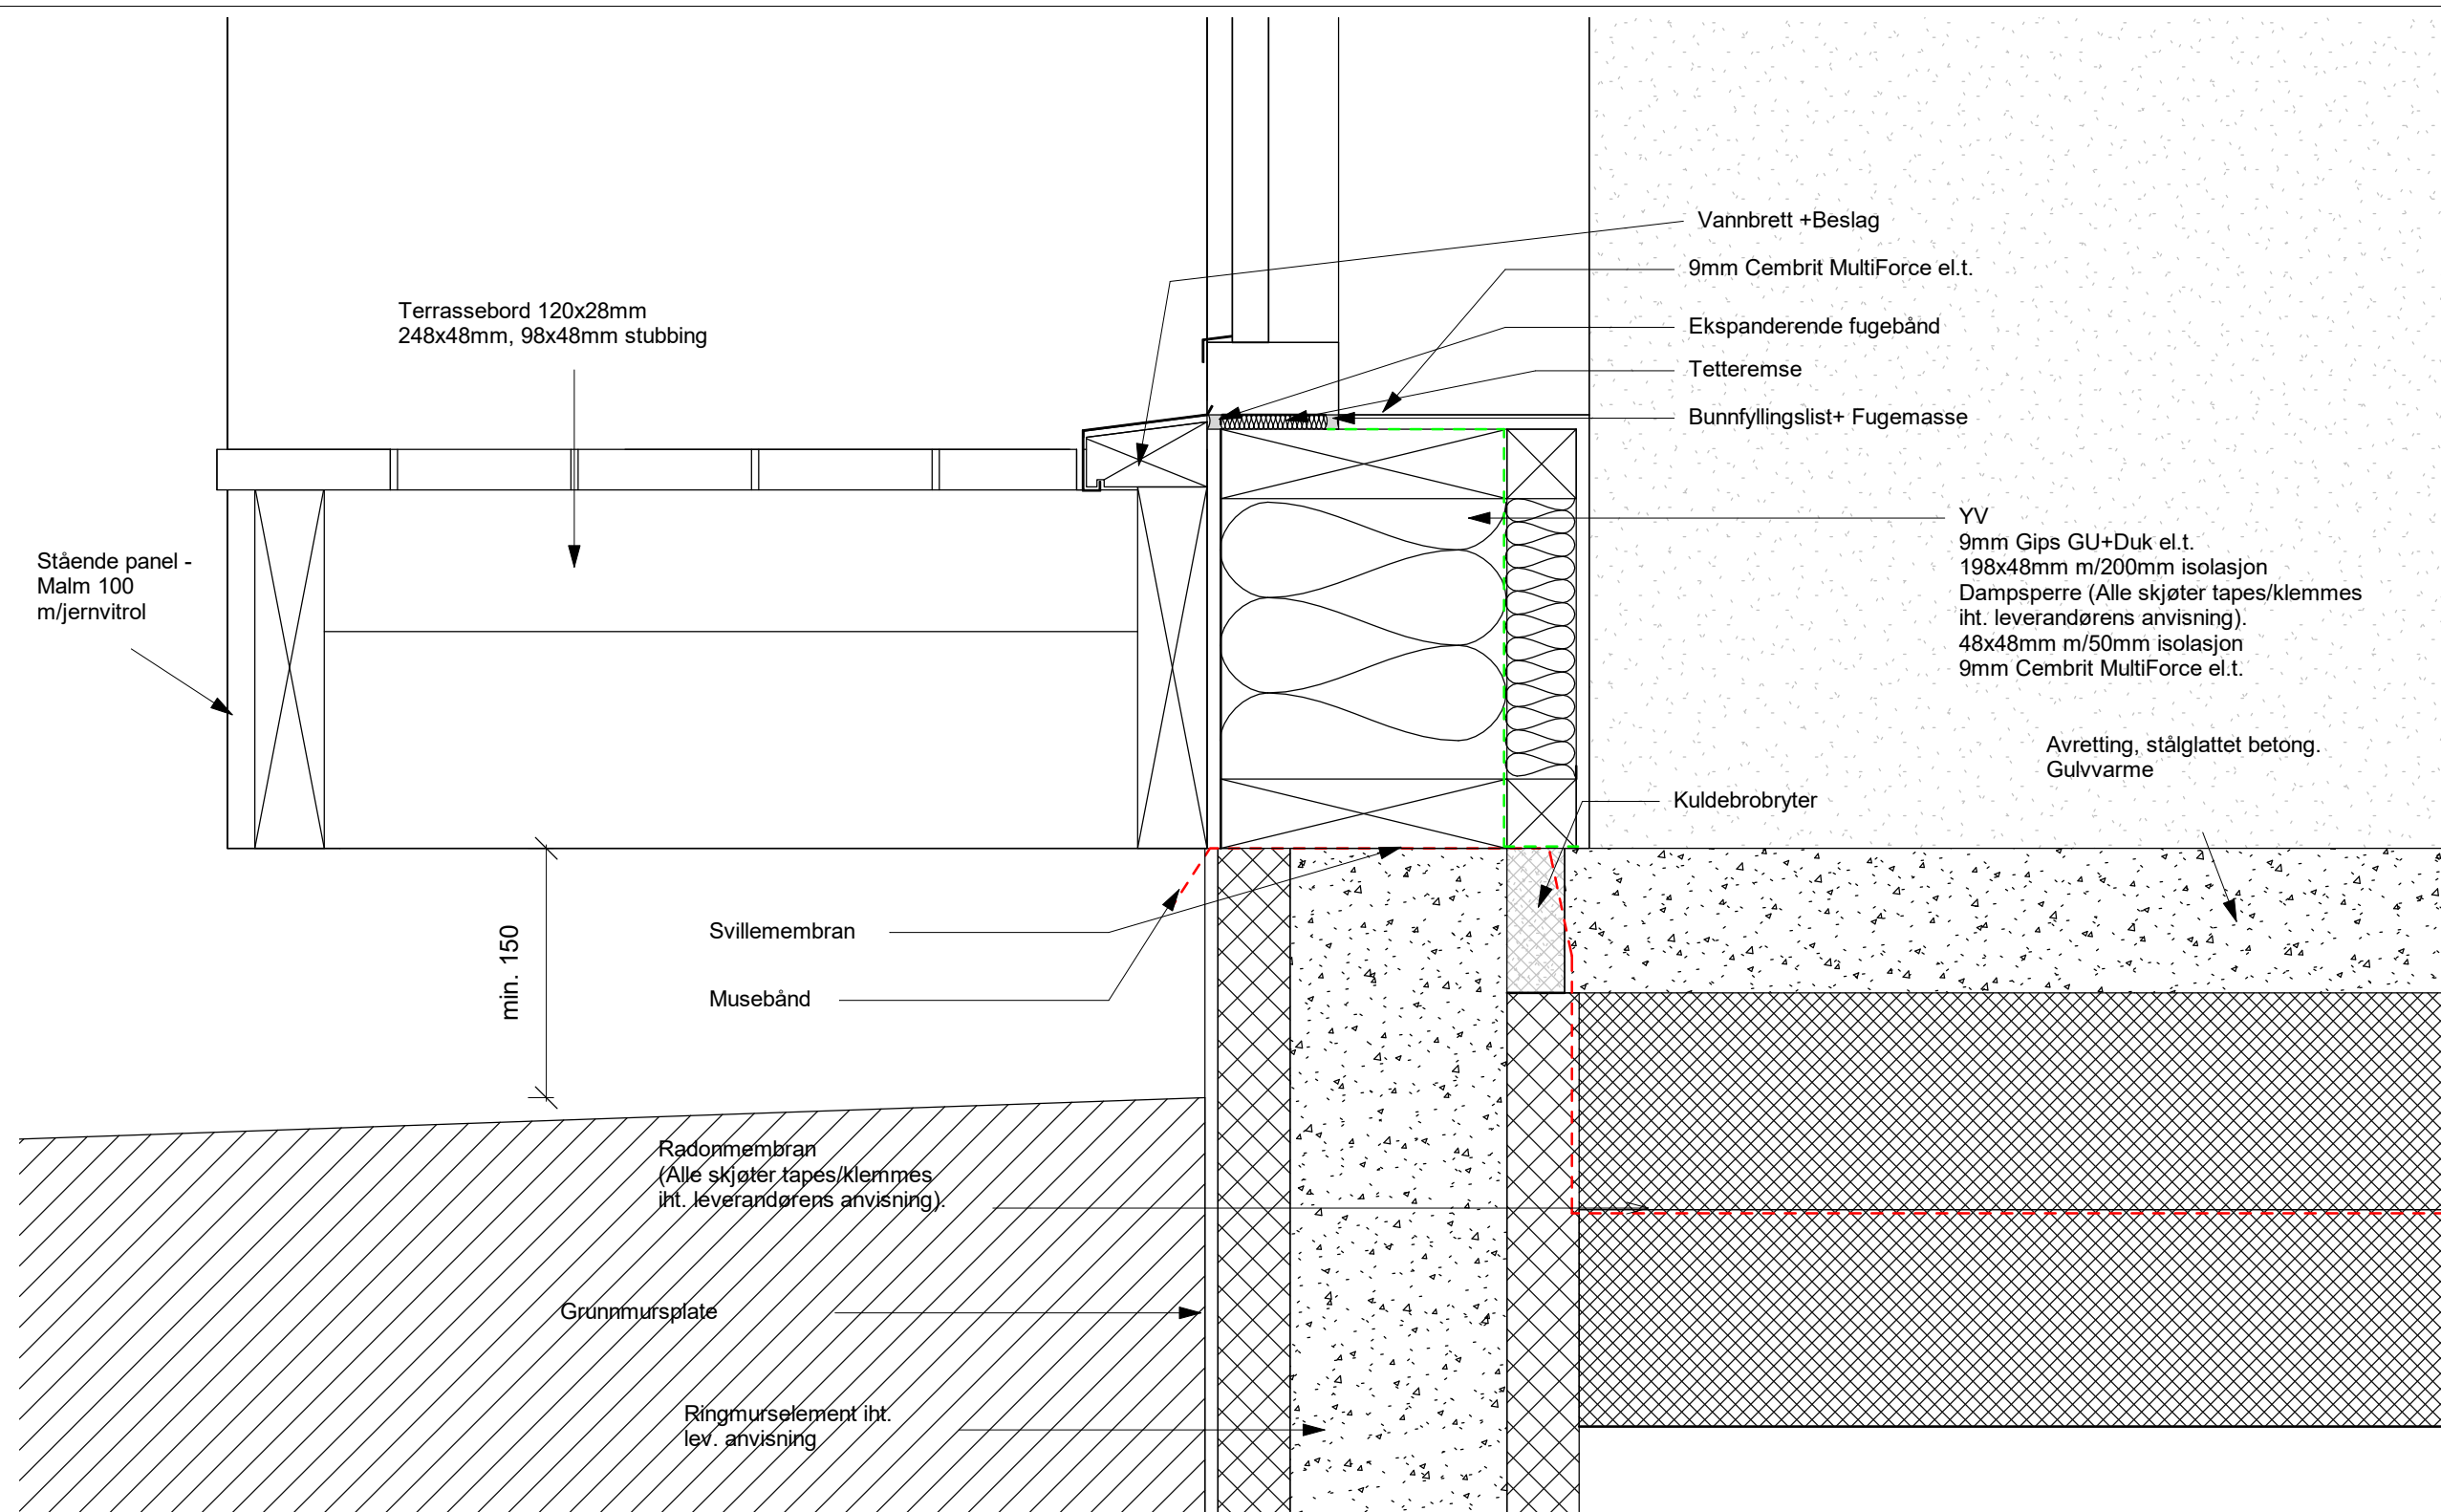 Vannbrett +Beslag
9mm Cembrit MultiForce el.t.
Terrassebord 120x28mm
248x48mm, 98x48mm stubbing
Ekspanderende fugebånd
Tetteremse
Bunnfyllingslist+ Fugemasse
YV
9mm Gips GU+Duk el.t.
198x48mm m/200mm isolasjon
Dampsperre (Alle skjøter tapes/klemmes
iht. leverandørens anvisning).
48x48mm m/50mm isolasjon
9mm Cembrit MultiForce el.t.
Stående panel -
Malm 100
m/jernvitrol
Avretting, stålglattet betong.
Gulvvarme
Kuldebrobryter
Svillemembran
Musebånd
min. 150
Radonmembran
(Alle skjøter tapes/klemmes
iht. leverandørens anvisning).
Grunnmursplate
Ringmurselement iht.
lev. anvisning